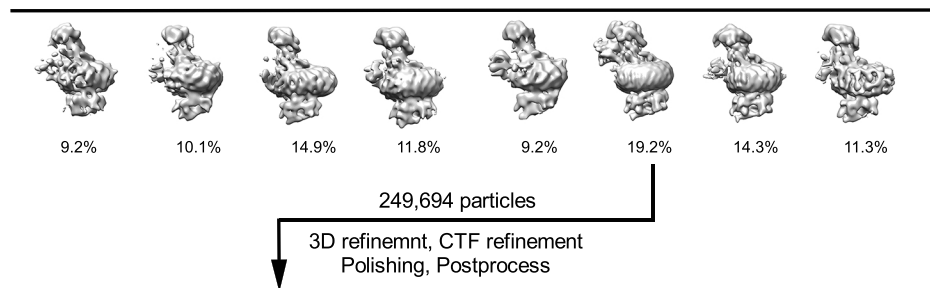 9.2% 10.1% 14.9% 11.8% 9.2% 19.2% 14.3% 11.3%
249,694 particles
3D refinemnt, CTF refinement
Polishing, Postprocess